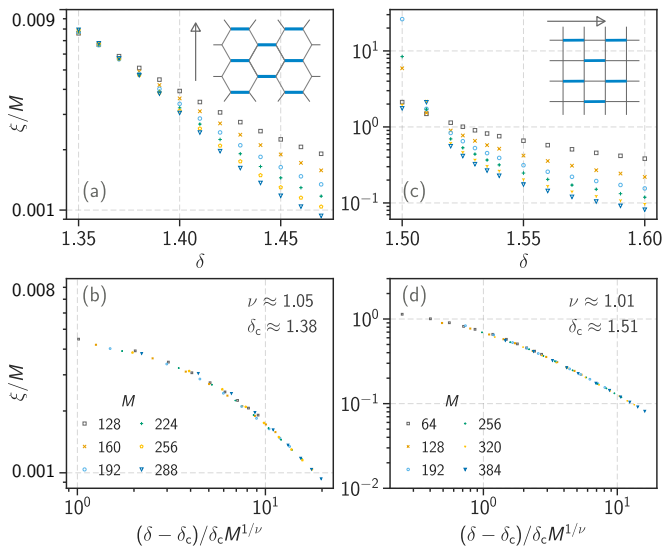 0.009
0.001
ξ/M
(a)
1.35
1.40
1.45
δ
10¹
10⁰
10⁻¹
ξ/M
(c)
1.50
1.55
1.60
δ
0.008
0.001
ξ/M
(b)
ν ≈ 1.05
δc ≈ 1.38
M
128
224
160
256
192
288
10⁰
10¹
(δ − δc)/δcM^1/ν
10⁰
10⁻¹
10⁻²
ξ/M
(d)
ν ≈ 1.01
δc ≈ 1.51
M
64
256
128
320
192
384
10⁰
10¹
(δ − δc)/δcM^1/ν